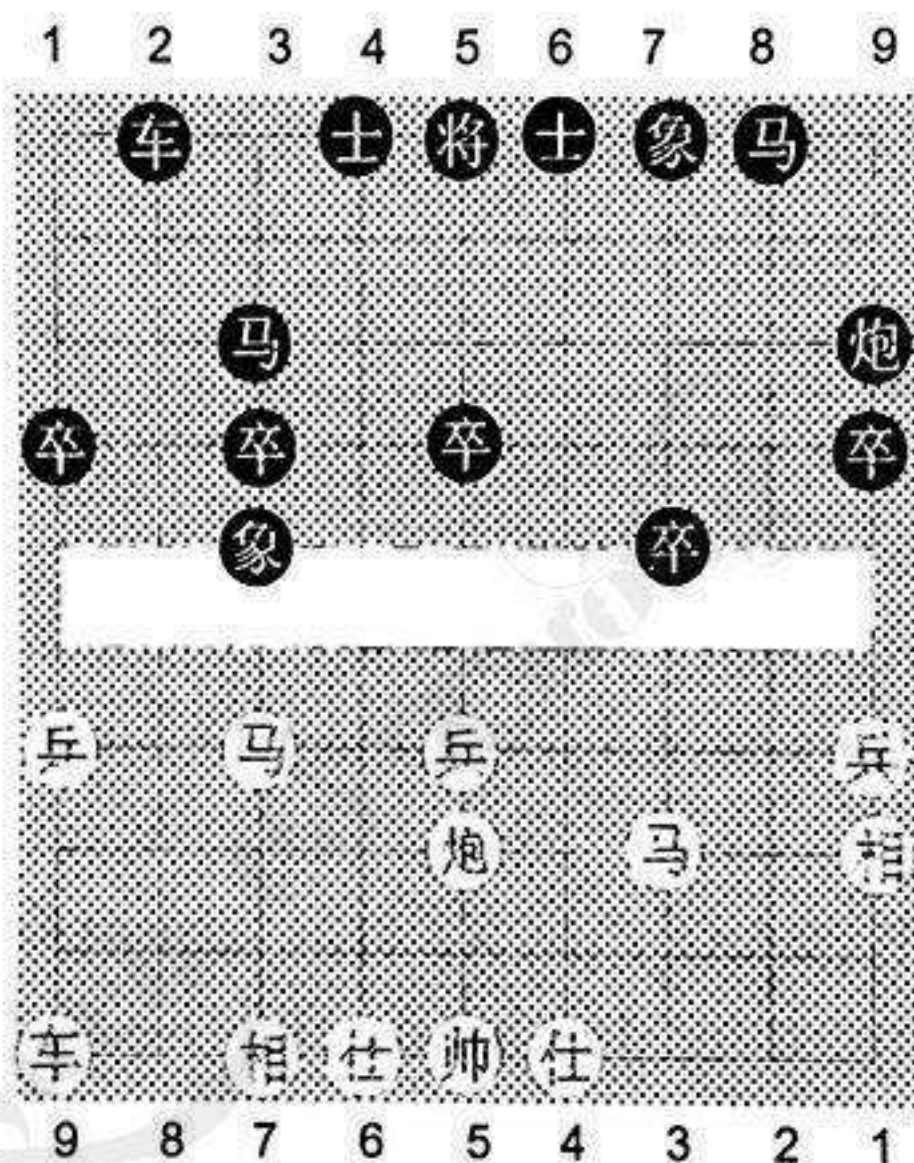 1 2 3 4 5 6 7 8 9
车 士 将 士 象 马
马 炮
卒 卒 卒 卒
象 卒
兵 马 兵 兵
炮 马 相
车 相 仕 帅 仕
9 8 7 6 5 4 3 2 1